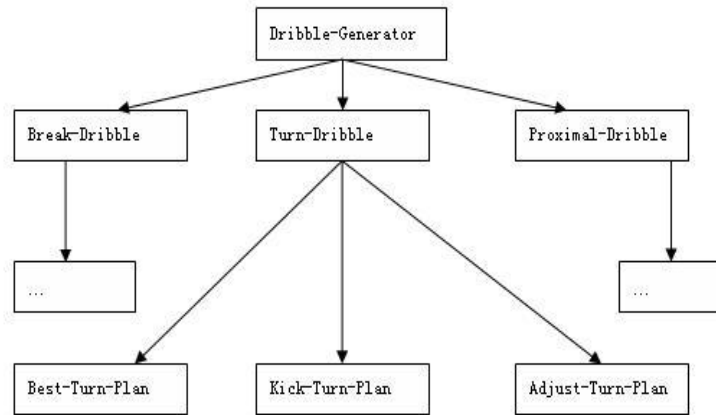 Dribble-Generator
Break-Dribble
Turn-Dribble
Proximal-Dribble
...
...
Best-Turn-Plan
Kick-Turn-Plan
Adjust-Turn-Plan